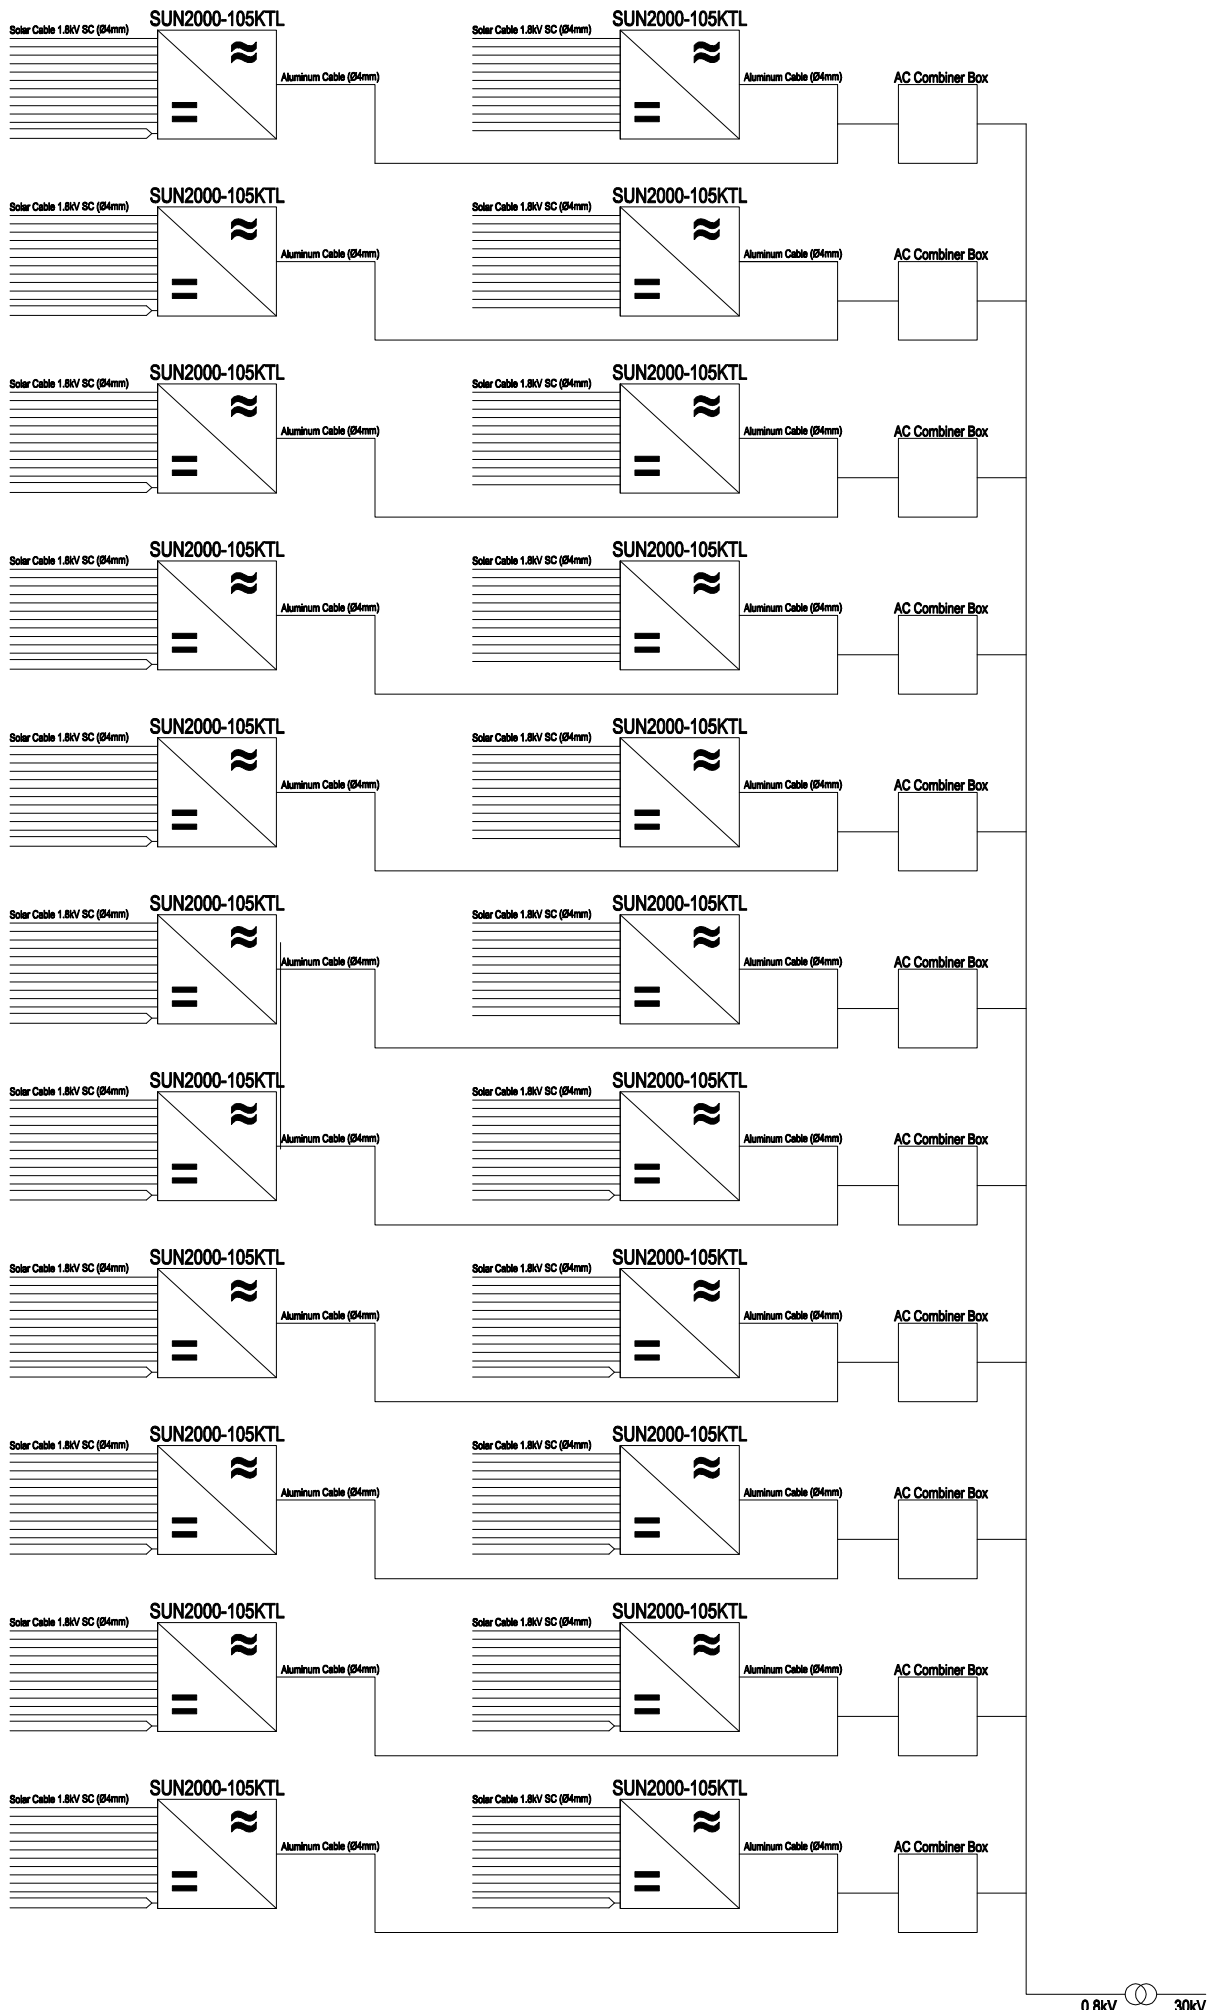 SUN2000-105KTL SUN2000-105KTL
Solar Cable 1.8kV SC (Ø4mm) Solar Cable 1.8kV SC (Ø4mm)
Aluminum Cable (Ø4mm) Aluminum Cable (Ø4mm) AC Combiner Box
SUN2000-105KTL SUN2000-105KTL
Solar Cable 1.8kV SC (Ø4mm) Solar Cable 1.8kV SC (Ø4mm)
Aluminum Cable (Ø4mm) Aluminum Cable (Ø4mm) AC Combiner Box
SUN2000-105KTL SUN2000-105KTL
Solar Cable 1.8kV SC (Ø4mm) Solar Cable 1.8kV SC (Ø4mm)
Aluminum Cable (Ø4mm) Aluminum Cable (Ø4mm) AC Combiner Box
SUN2000-105KTL SUN2000-105KTL
Solar Cable 1.8kV SC (Ø4mm) Solar Cable 1.8kV SC (Ø4mm)
Aluminum Cable (Ø4mm) Aluminum Cable (Ø4mm) AC Combiner Box
SUN2000-105KTL SUN2000-105KTL
Solar Cable 1.8kV SC (Ø4mm) Solar Cable 1.8kV SC (Ø4mm)
Aluminum Cable (Ø4mm) Aluminum Cable (Ø4mm) AC Combiner Box
SUN2000-105KTL SUN2000-105KTL
Solar Cable 1.8kV SC (Ø4mm) Solar Cable 1.8kV SC (Ø4mm)
Aluminum Cable (Ø4mm) Aluminum Cable (Ø4mm) AC Combiner Box
SUN2000-105KTL SUN2000-105KTL
Solar Cable 1.8kV SC (Ø4mm) Solar Cable 1.8kV SC (Ø4mm)
Aluminum Cable (Ø4mm) Aluminum Cable (Ø4mm) AC Combiner Box
SUN2000-105KTL SUN2000-105KTL
Solar Cable 1.8kV SC (Ø4mm) Solar Cable 1.8kV SC (Ø4mm)
Aluminum Cable (Ø4mm) Aluminum Cable (Ø4mm) AC Combiner Box
SUN2000-105KTL SUN2000-105KTL
Solar Cable 1.8kV SC (Ø4mm) Solar Cable 1.8kV SC (Ø4mm)
Aluminum Cable (Ø4mm) Aluminum Cable (Ø4mm) AC Combiner Box
SUN2000-105KTL SUN2000-105KTL
Solar Cable 1.8kV SC (Ø4mm) Solar Cable 1.8kV SC (Ø4mm)
Aluminum Cable (Ø4mm) Aluminum Cable (Ø4mm) AC Combiner Box
SUN2000-105KTL SUN2000-105KTL
Solar Cable 1.8kV SC (Ø4mm) Solar Cable 1.8kV SC (Ø4mm)
Aluminum Cable (Ø4mm) Aluminum Cable (Ø4mm) AC Combiner Box
0.8kV 30kV